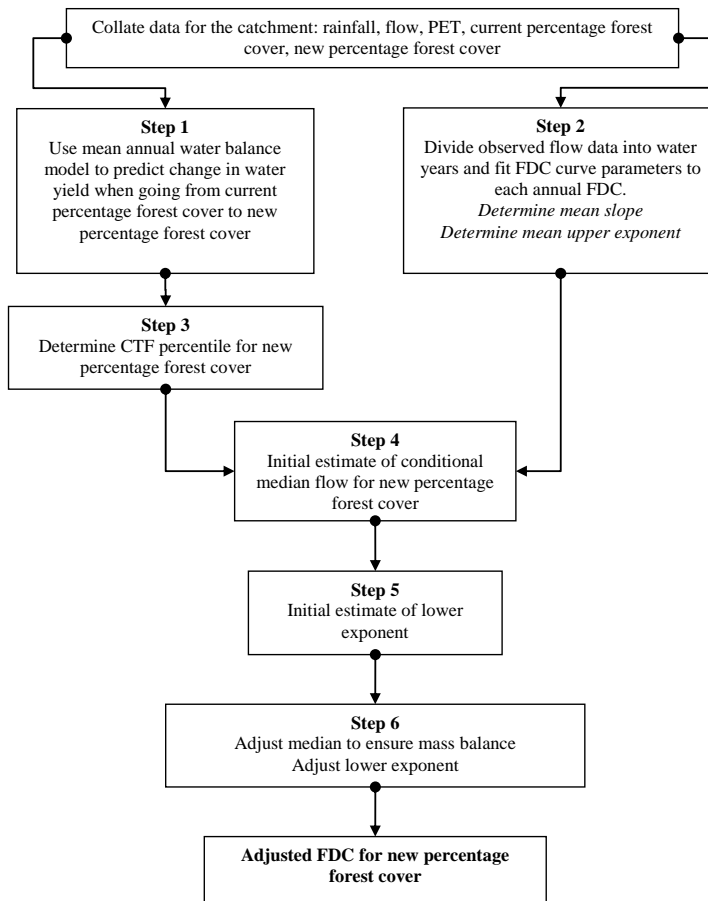 Collate data for the catchment: rainfall, flow, PET, current percentage forest
cover, new percentage forest cover
Step 1
Use mean annual water balance
model to predict change in water
yield when going from current
percentage forest cover to new
percentage forest cover
Step 2
Divide observed flow data into water
years and fit FDC curve parameters to
each annual FDC.
Determine mean slope
Determine mean upper exponent
Step 3
Determine CTF percentile for new
percentage forest cover
Step 4
Initial estimate of conditional
median flow for new percentage
forest cover
Step 5
Initial estimate of lower
exponent
Step 6
Adjust median to ensure mass balance
Adjust lower exponent
Adjusted FDC for new percentage
forest cover